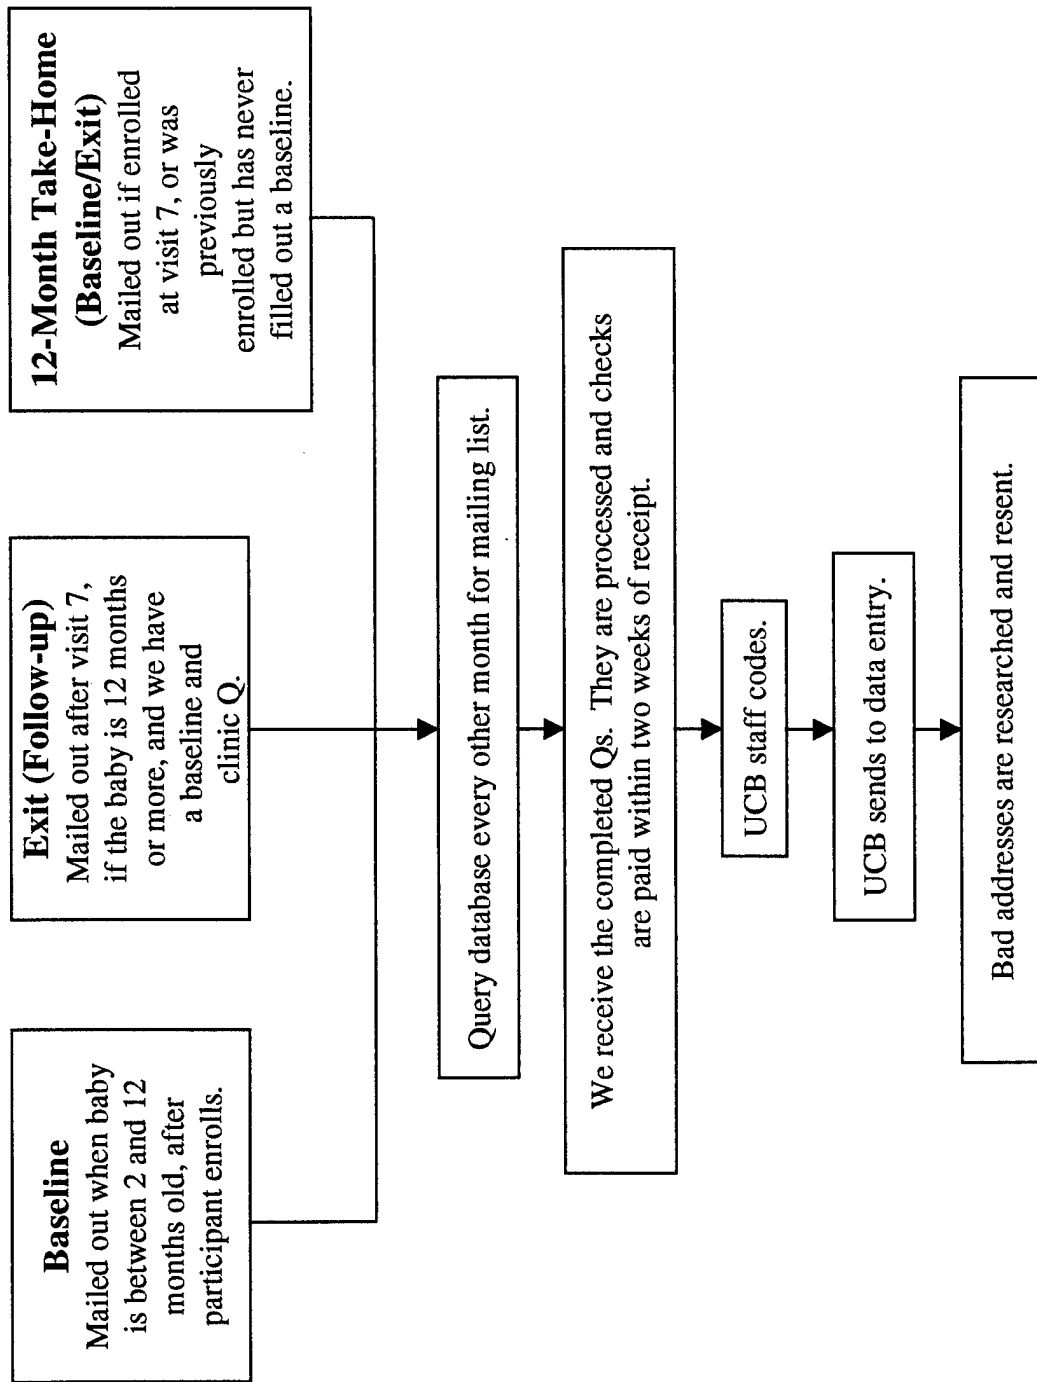 Baseline
Mailed out when baby
is between 2 and 12
months old, after
participant enrolls.
Exit (Follow-up)
Mailed out after visit 7,
if the baby is 12 months
or more, and we have
a baseline and
clinic Q.
12-Month Take-Home
(Baseline/Exit)
Mailed out if enrolled
at visit 7, or was
previously
enrolled but has never
filled out a baseline.
Query database every other month for mailing list.
We receive the completed Qs. They are processed and checks
are paid within two weeks of receipt.
UCB staff codes.
UCB sends to data entry.
Bad addresses are researched and resent.